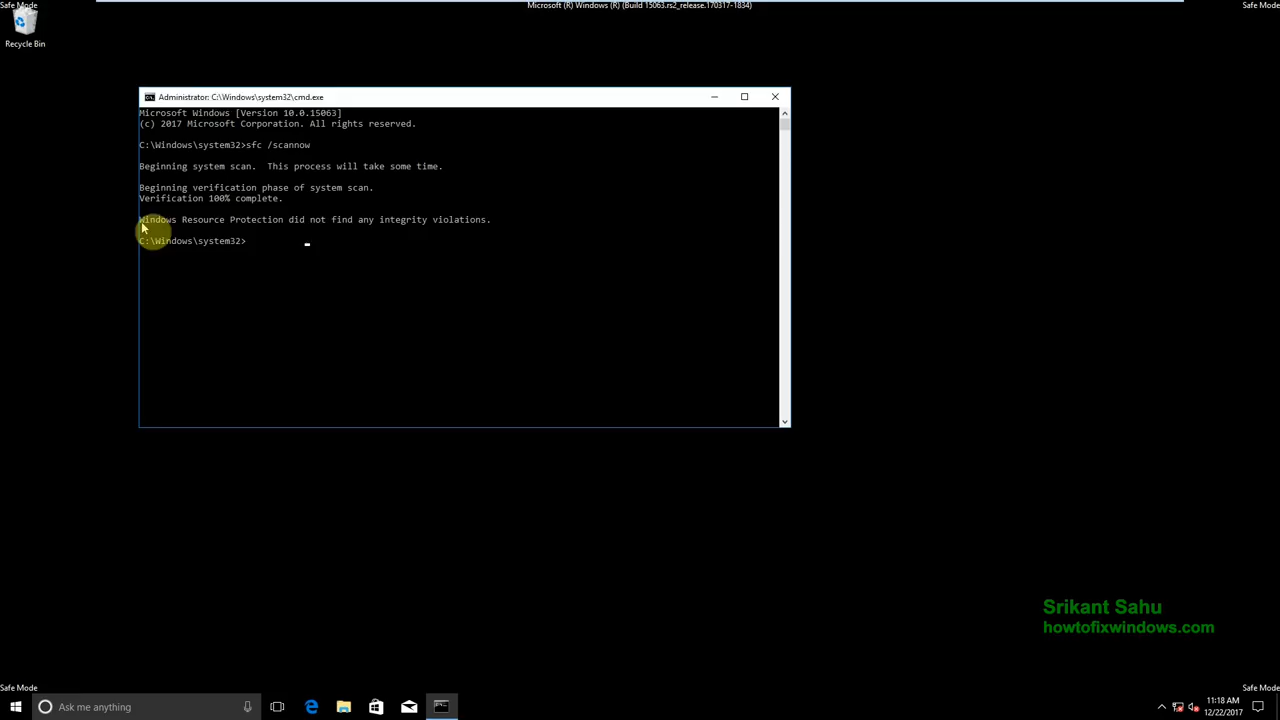 Safe Mode
Microsoft (R) Windows (R) (Build 15063.rs2_release.170317-1834)
Safe Mode
Recycle Bin
Administrator: C:\Windows\system32\cmd.exe
Microsoft Windows [Version 10.0.15063]
(c) 2017 Microsoft Corporation. All rights reserved.
C:\Windows\system32>sfc /scannow
Beginning system scan.  This process will take some time.
Beginning verification phase of system scan.
Verification 100% complete.
Windows Resource Protection did not find any integrity violations.
C:\Windows\system32>
Srikant Sahu
howtofixwindows.com
Safe Mode
Safe Mode
Ask me anything
11:18 AM
12/22/2017